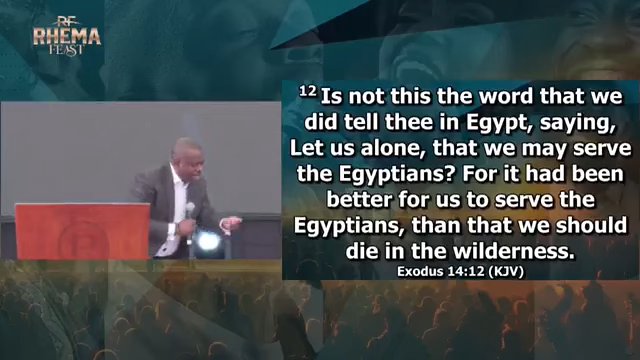 RF
RHEMA
FEAST
12 Is not this the word that we
did tell thee in Egypt, saying,
Let us alone, that we may serve
the Egyptians? For it had been
better for us to serve the
Egyptians, than that we should
die in the wilderness.
Exodus 14:12 (KJV)